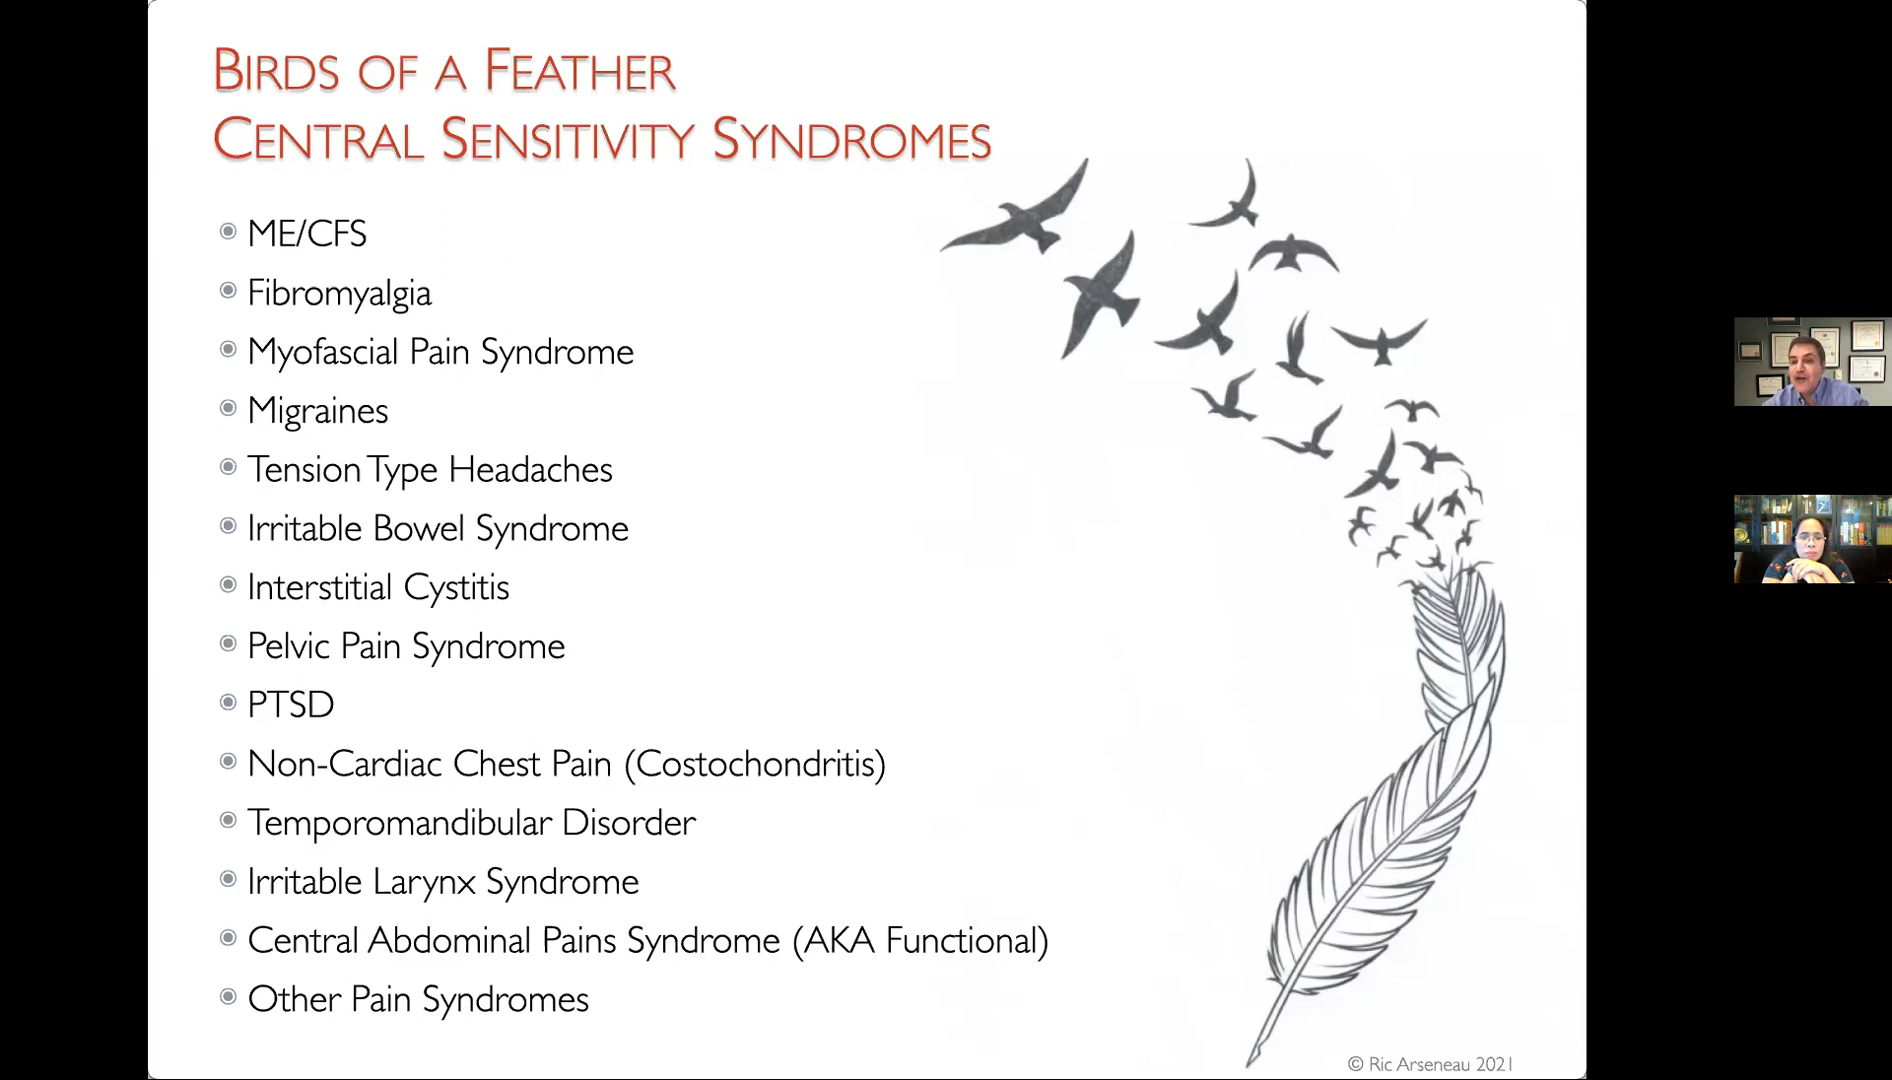 BIRDS OF A FEATHER
CENTRAL SENSITIVITY SYNDROMES
ME/CFS
Fibromyalgia
Myofascial Pain Syndrome
Migraines
Tension Type Headaches
Irritable Bowel Syndrome
Interstitial Cystitis
Pelvic Pain Syndrome
PTSD
Non-Cardiac Chest Pain (Costochondritis)
Temporomandibular Disorder
Irritable Larynx Syndrome
Central Abdominal Pains Syndrome (AKA Functional)
Other Pain Syndromes
© Ric Arseneau 2021